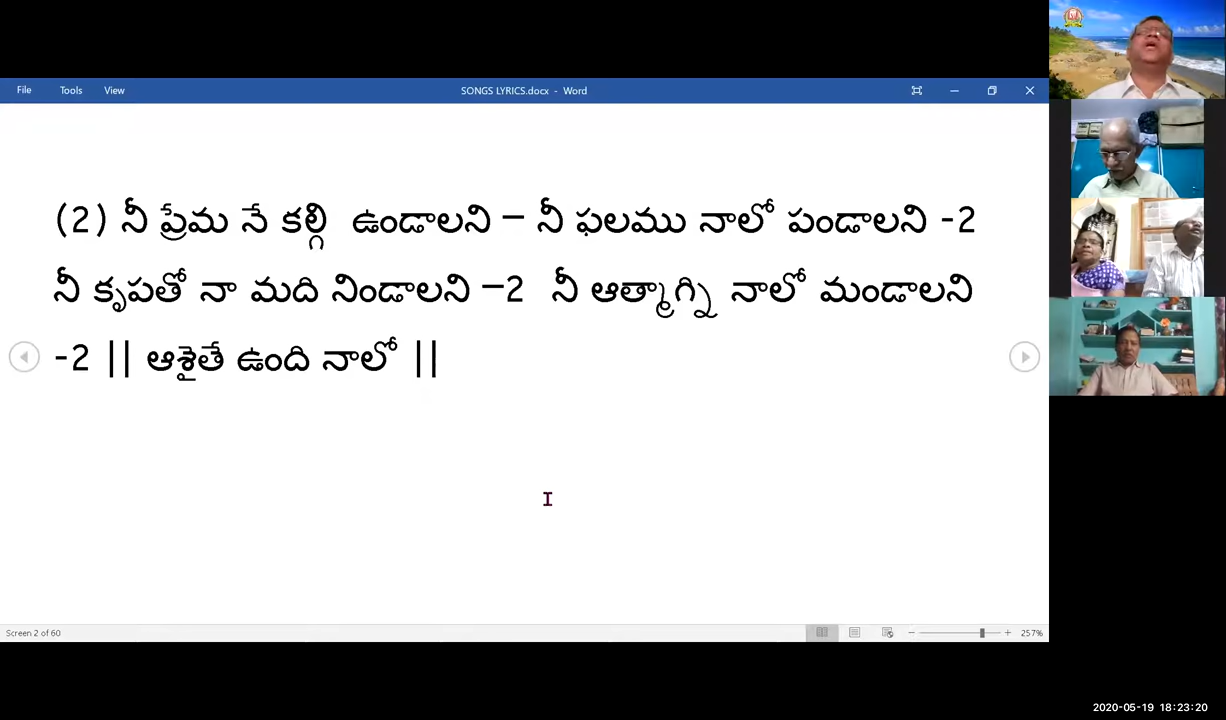 File Tools View SONGS LYRICS.docx - Word
(2) నీ ప్రేమ నే కల్గి ఉండాలని – నీ ఫలము నాలో పండాలని -2
నీ కృపతో నా మది నిండాలని –2 నీ ఆత్మాగ్ని నాలో మండాలని
-2 || ఆశైతే ఉంది నాలో ||
Screen 2 of 60 257%
2020-05-19 18:23:20